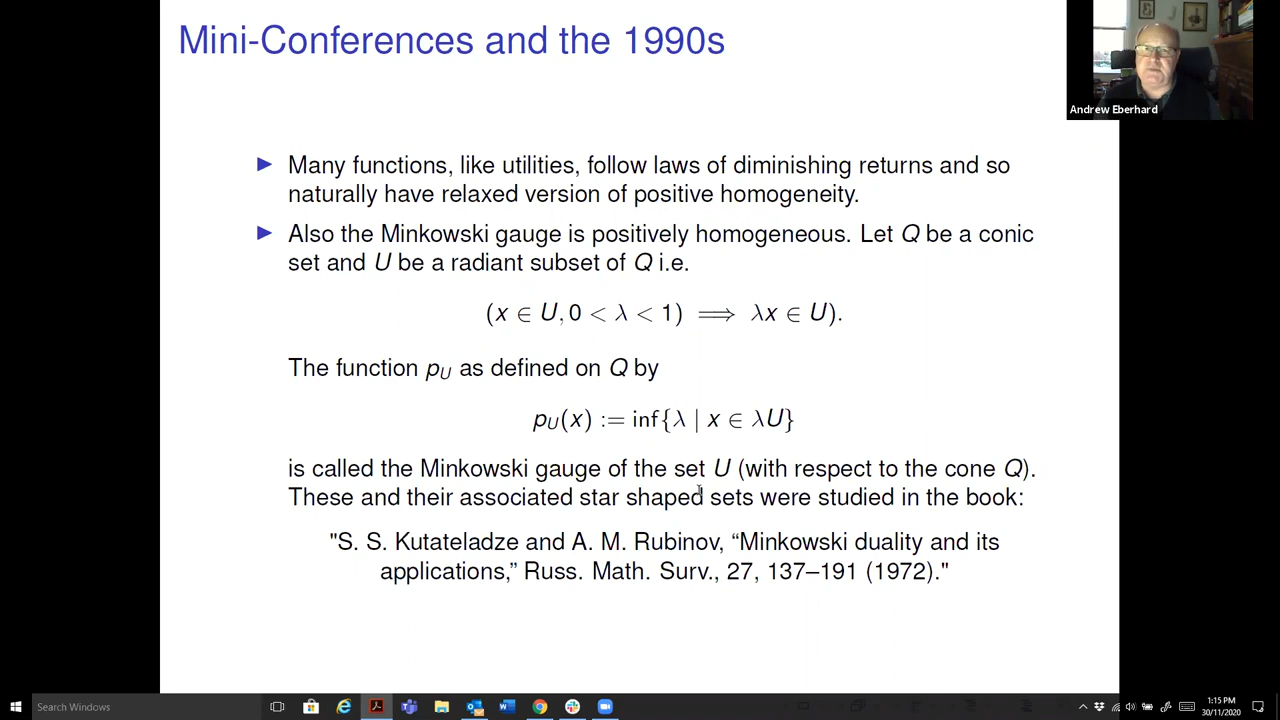 Mini-Conferences and the 1990s
Andrew Eberhard
Many functions, like utilities, follow laws of diminishing returns and so
naturally have relaxed version of positive homogeneity.
Also the Minkowski gauge is positively homogeneous. Let Q be a conic
set and U be a radiant subset of Q i.e.
(x ∈ U, 0 < λ < 1) ⟹ λx ∈ U).
The function p_U as defined on Q by
p_U(x) := inf{λ | x ∈ λU}
is called the Minkowski gauge of the set U (with respect to the cone Q).
These and their associated star shaped sets were studied in the book:
"S. S. Kutateladze and A. M. Rubinov, “Minkowski duality and its
applications,” Russ. Math. Surv., 27, 137–191 (1972)."
Search Windows
1:15 PM
30/11/2020